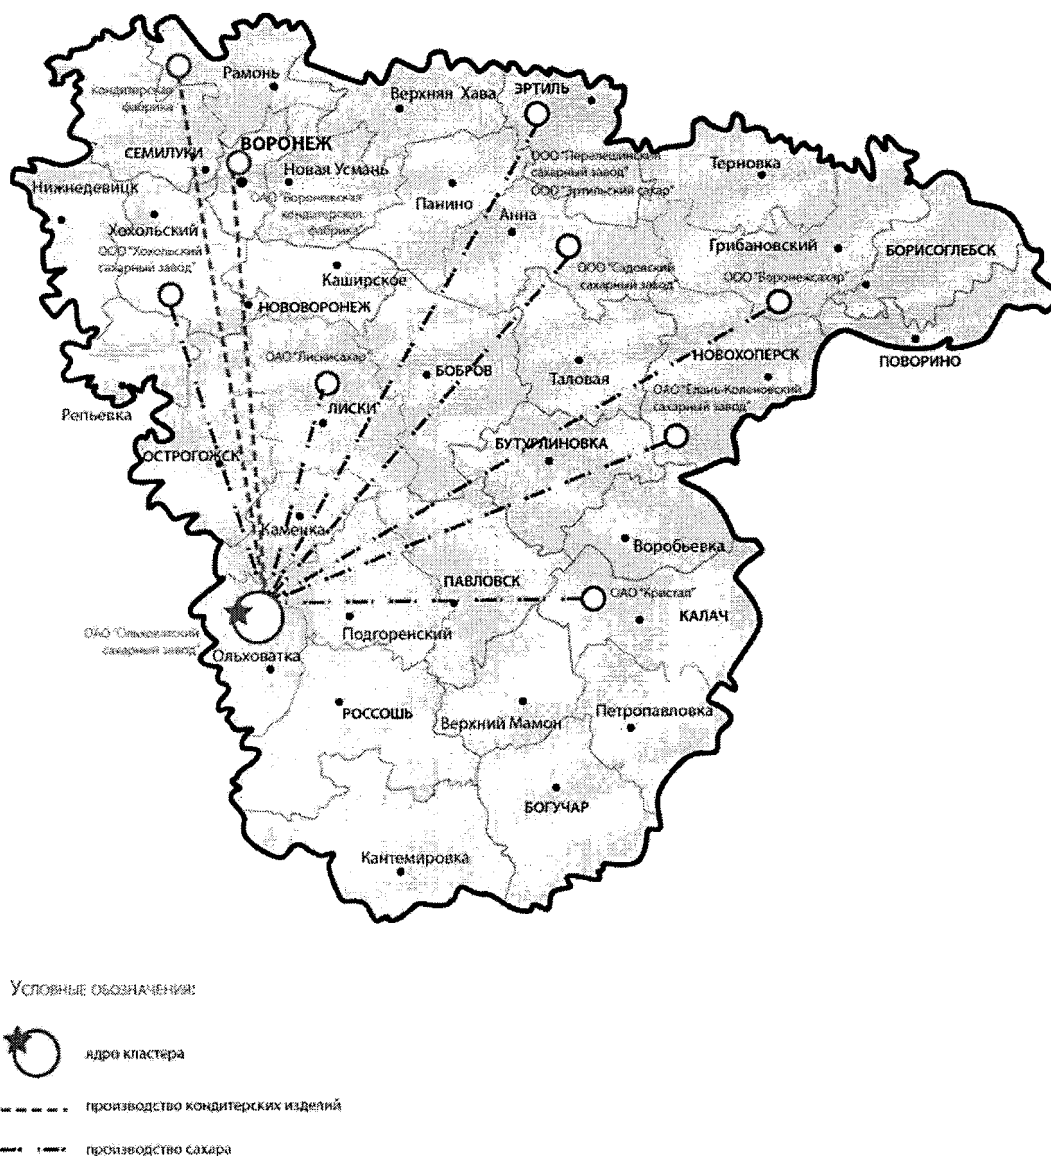 Рамонь
кондитерская
фабрика
Верхняя Хава
ЭРТИЛЬ
ВОРОНЕЖ
СЕМИЛУКИ
Новая Усмань
ООО "Перелешинский
сахарный завод"
ООО "Эртильский сахар"
Терновка
Нижнедевицк
ОАО "Воронежская
кондитерская
фабрика"
Панино
Анна
Хохольский
ООО "Хохольский
сахарный завод"
Грибановский
БОРИСОГЛЕБСК
Каширское
ООО "Садовский
сахарный завод"
ООО "Воронежсахар"
НОВОВОРОНЕЖ
ОАО "Лискисахар"
БОБРОВ
Таловая
НОВОХОПЕРСК
ПОВОРИНО
ОАО "Елань-Коленовский
сахарный завод"
Репьевка
ЛИСКИ
ОСТРОГОЖСК
БУТУРЛИНОВКА
Каменка
Воробьевка
ПАВЛОВСК
ОАО "Кристал"
КАЛАЧ
ОАО "Ольховатский
сахарный завод"
Подгоренский
Ольховатка
РОССОШЬ
Верхний Мамон
Петропавловка
БОГУЧАР
Кантемировка
Условные обозначения:
ядро кластера
производство кондитерских изделий
производство сахара